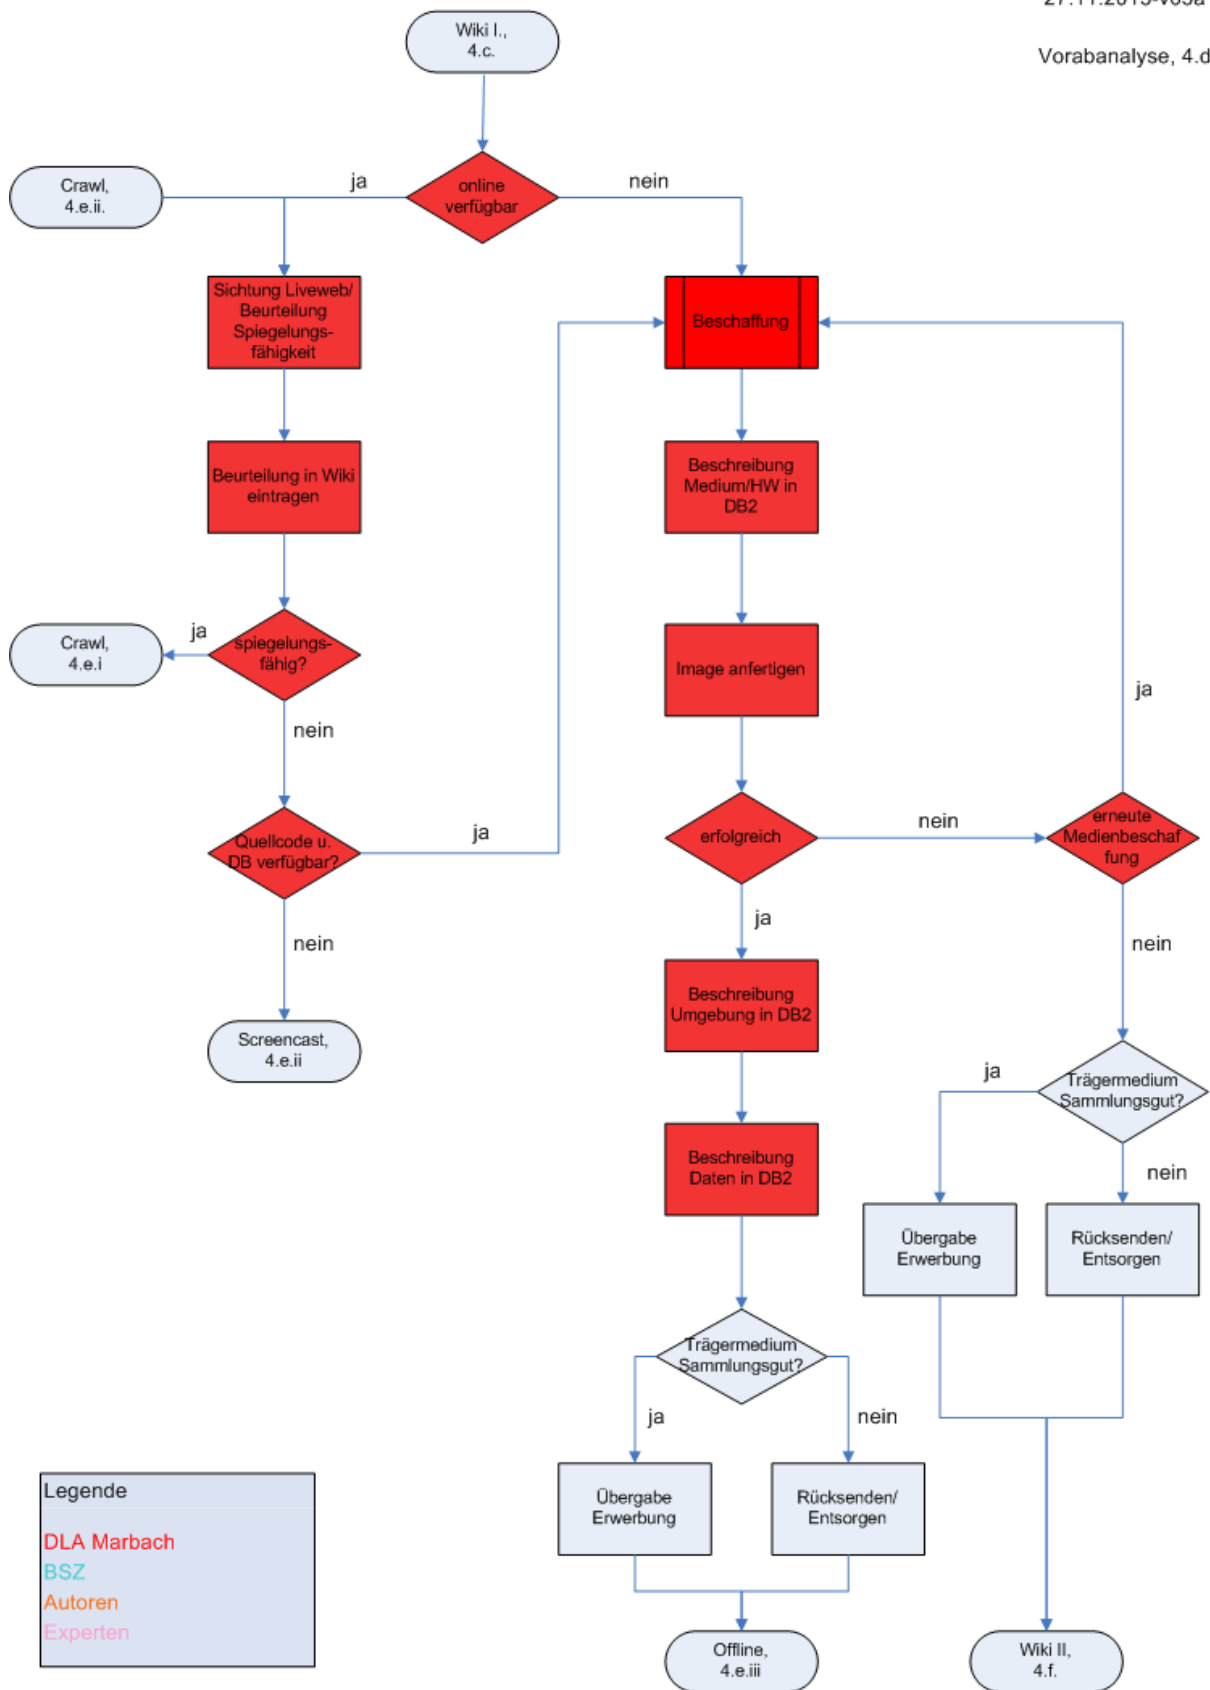 Wiki I.,
4.c.
Vorabanalyse, 4.d
ja
nein
Crawl,
4.e.ii.
online
verfügbar
Sichtung Liveweb/
Beurteilung
Spiegelungs-
fähigkeit
Beschaffung
Beurteilung in Wiki
eintragen
Beschreibung
Medium/HW in
DB2
ja
Crawl,
4.e.i
spiegelungs-
fähig?
Image anfertigen
ja
nein
Quellcode u.
DB verfügbar?
ja
erfolgreich
nein
erneute
Medienbeschaf
fung
nein
ja
nein
Screencast,
4.e.ii
Beschreibung
Umgebung in DB2
ja
Trägermedium
Sammlungsgut?
nein
Beschreibung
Daten in DB2
Übergabe
Erwerbung
Rücksenden/
Entsorgen
Trägermedium
Sammlungsgut?
ja
nein
Übergabe
Erwerbung
Rücksenden/
Entsorgen
Legende
DLA Marbach
BSZ
Autoren
Experten
Offline,
4.e.iii
Wiki II,
4.f.